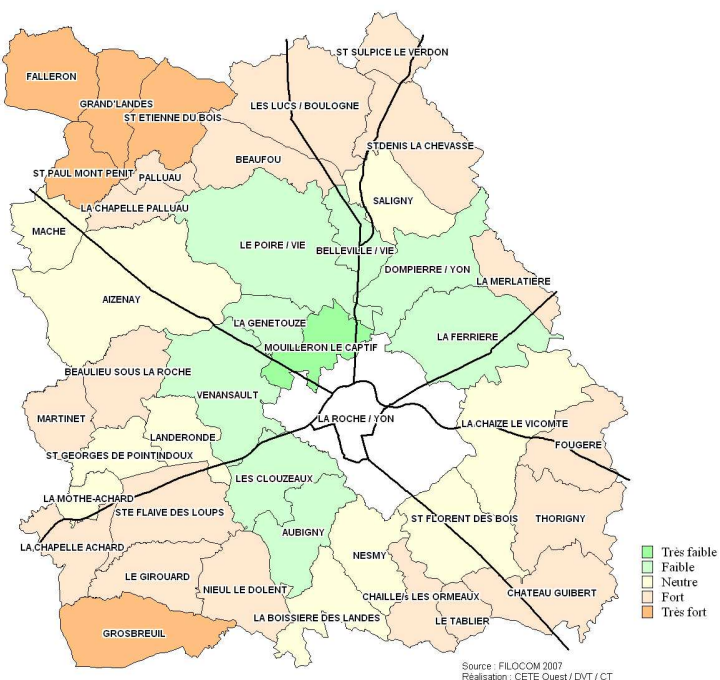 ST SULPICE LE VERDON
FALLERON
GRAND'LANDES
LES LUCS / BOULOGNE
ST ETIENNE DU BOIS
ST DENIS LA CHEVASSE
BEAUFOU
ST PAUL MONT PENIT
PALLUAU
SALIGNY
LA CHAPELLE PALLUAU
MACHE
LE POIRE / VIE
BELLEVILLE / VIE
DOMPIERRE / YON
LA MERLATIERE
AIZENAY
LA GENETOUZE
LA FERRIERE
MOUILLERON LE CAPTIF
BEAULIEU SOUS LA ROCHE
VENANSAULT
MARTINET
LA ROCHE / YON
LA CHAIZE LE VICOMTE
LANDERONDE
FOUGERE
ST GEORGES DE POINTINDOUX
LES CLOUZEAUX
LA MOTHE-ACHARD
STE FLAIVE DES LOUPS
ST FLORENT DES BOIS
THORIGNY
AUBIGNY
LA CHAPELLE ACHARD
NESMY
LE GIROUARD
NIEUL LE DOLENT
CHAILLE/s LES ORMEAUX
CHATEAU GUIBERT
LA BOISSIERE DES LANDES
LE TABLIER
GROSBREUIL
Très faible
Faible
Neutre
Fort
Très fort
Source : FILOCOM 2007
Réalisation : CETE Ouest / DVT / CT